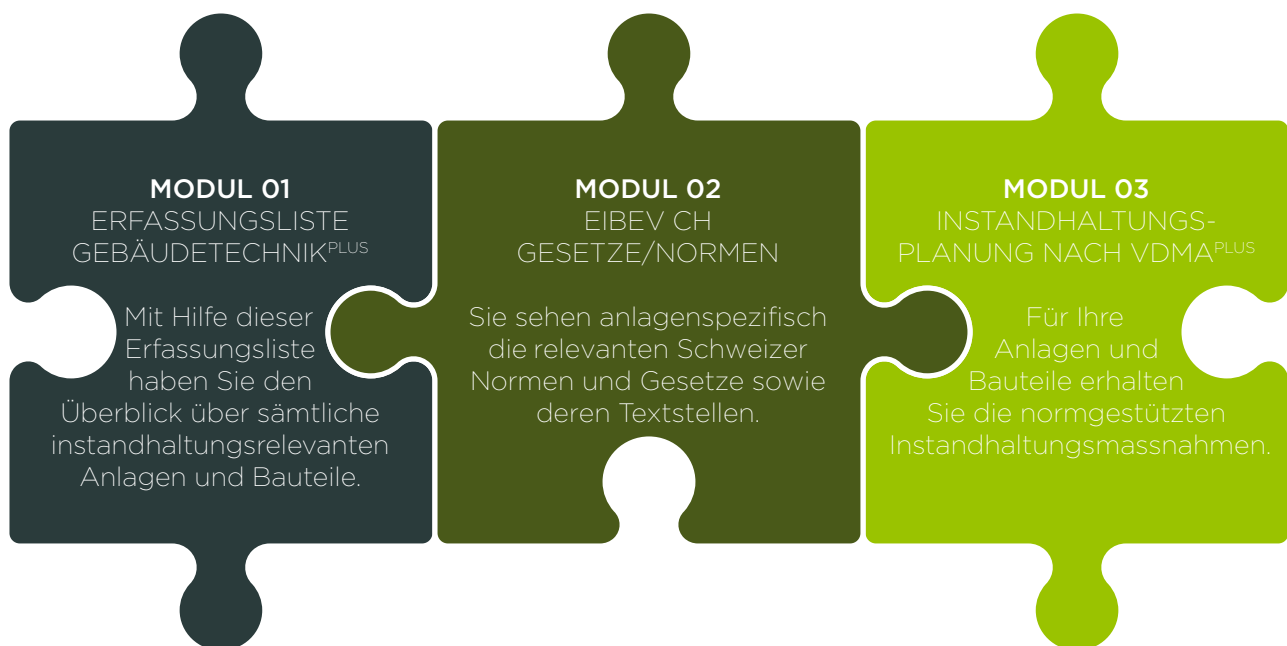 MODUL 01
ERFASSUNGSLISTE
GEBÄUDETECHNIKPLUS
Mit Hilfe dieser
Erfassungsliste
haben Sie den
Überblick über sämtliche
instandhaltungsrelevanten
Anlagen und Bauteile.
MODUL 02
EIBEV CH
GESETZE/NORMEN
Sie sehen anlagenspezifisch
die relevanten Schweizer
Normen und Gesetze sowie
deren Textstellen.
MODUL 03
INSTANDHALTUNGS-
PLANUNG NACH VDMAPLUS
Für Ihre
Anlagen und
Bauteile erhalten
Sie die normgestützten
Instandhaltungsmassnahmen.